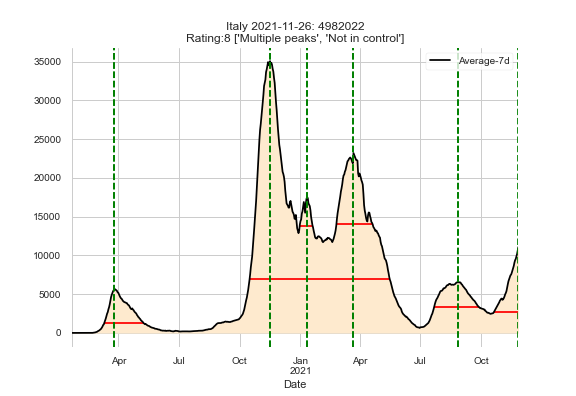 Italy 2021-11-26: 4982022
Rating:8 ['Multiple peaks', 'Not in control']
Average-7d
35000
30000
25000
20000
15000
10000
5000
0
Apr
Jul
Oct
Jan
2021
Apr
Jul
Oct
Date